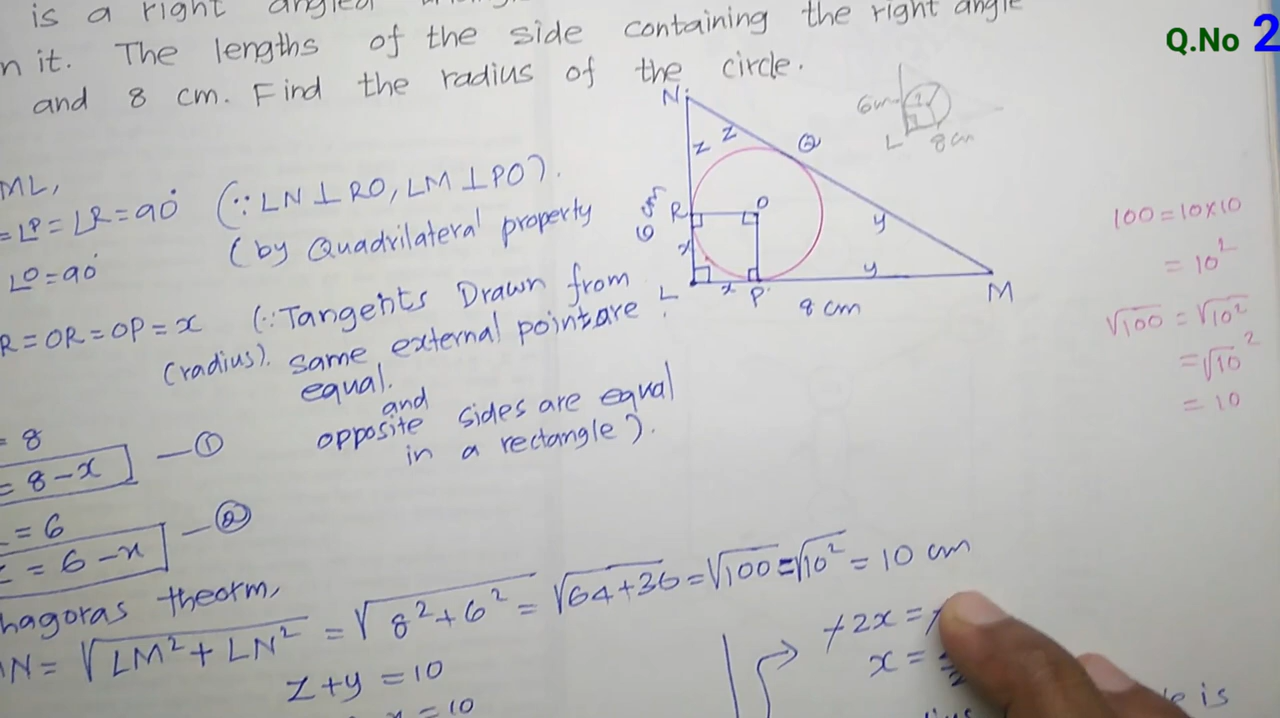 Q.No 2
is a right angled
it. The lengths of the side containing the right angle
and 8 cm. Find the radius of the circle.
N
z z Q
6 cm R O y
x
L x P y M
8 cm
6cm
L 8cm
ML,
= ∠P = ∠R = 90° (∵ LN ⊥ RO, LM ⊥ PO).
∠O = 90° (by Quadrilateral property
R = OR = OP = x (∵ Tangents Drawn from
(radius). same external point are
equal.
and
opposite sides are equal
in a rectangle).
= 8
= 8 - x —①
= 6
= 6 - x —②
hagoras theorm,
N = √LM² + LN² = √8² + 6² = √64+36 = √100 = √10² = 10 cm
z + y = 10
= 10
+2x =
x =
is
100 = 10×10
= 10²
√100 = √10²
= √10²
= 10